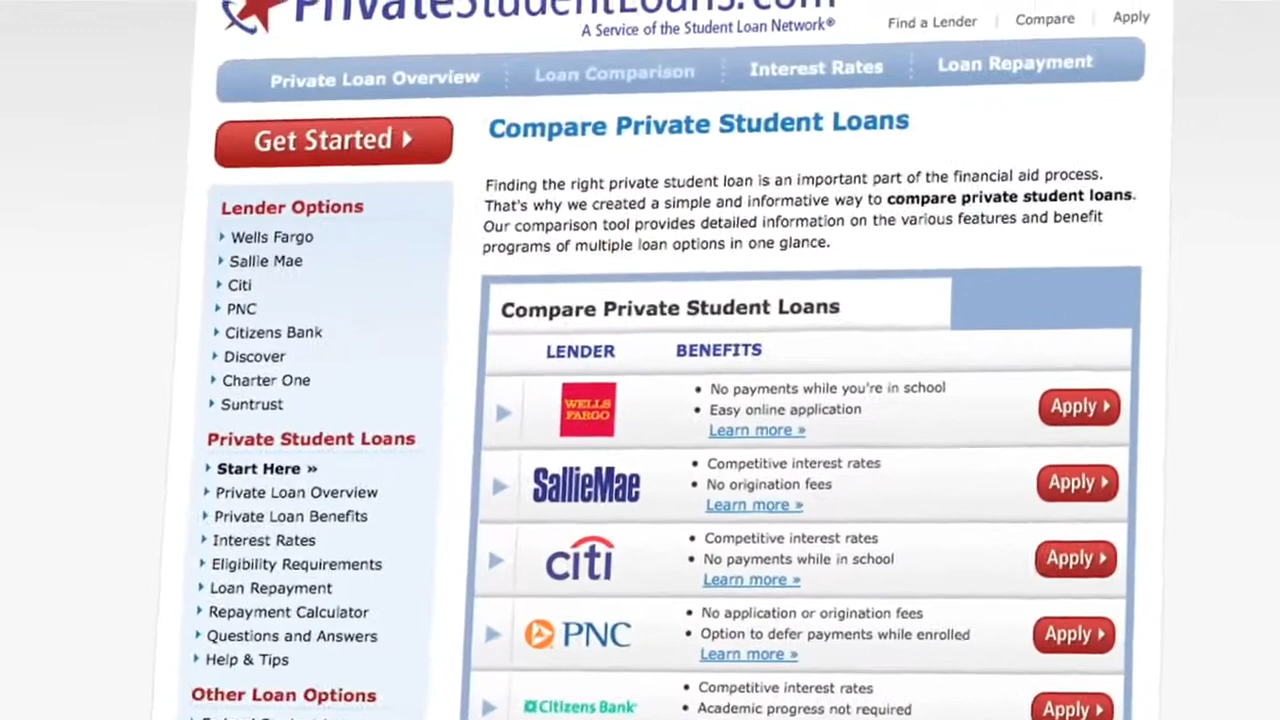 PrivateStudentLoans.com
A Service of the Student Loan Network®
Find a Lender
Compare
Apply
Private Loan Overview
Loan Comparison
Interest Rates
Loan Repayment
Get Started
Lender Options
Wells Fargo
Sallie Mae
Citi
PNC
Citizens Bank
Discover
Charter One
Suntrust
Private Student Loans
Start Here »
Private Loan Overview
Private Loan Benefits
Interest Rates
Eligibility Requirements
Loan Repayment
Repayment Calculator
Questions and Answers
Help & Tips
Other Loan Options
Compare Private Student Loans
Finding the right private student loan is an important part of the financial aid process.
That's why we created a simple and informative way to compare private student loans.
Our comparison tool provides detailed information on the various features and benefit
programs of multiple loan options in one glance.
Compare Private Student Loans
LENDER BENEFITS
WELLS
FARGO
• No payments while you're in school
• Easy online application
Learn more »
Apply
SallieMae
• Competitive interest rates
• No origination fees
Learn more »
Apply
citi
• Competitive interest rates
• No payments while in school
Learn more »
Apply
PNC
• No application or origination fees
• Option to defer payments while enrolled
Learn more »
Apply
Citizens Bank
• Competitive interest rates
• Academic progress not required
Apply